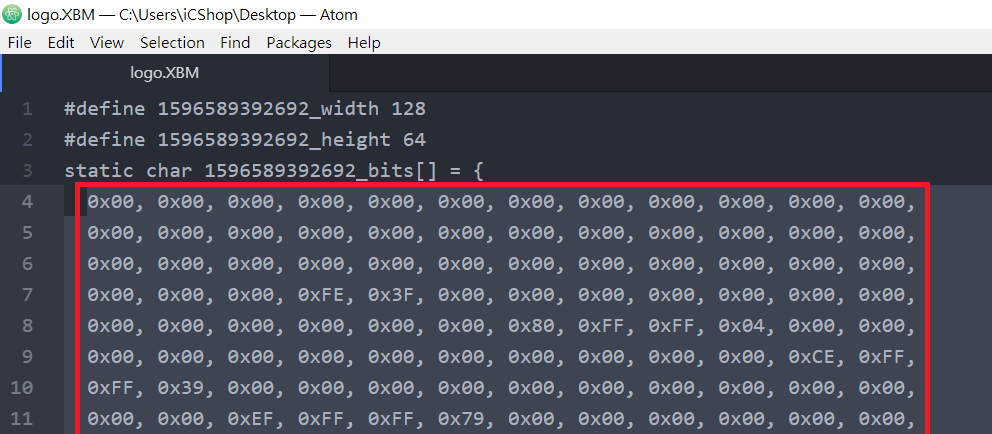 logo.XBM — C:\Users\iCShop\Desktop — Atom
File Edit View Selection Find Packages Help
logo.XBM
1 #define 1596589392692_width 128
2 #define 1596589392692_height 64
3 static char 1596589392692_bits[] = {
4 0x00, 0x00, 0x00, 0x00, 0x00, 0x00, 0x00, 0x00, 0x00, 0x00, 0x00, 0x00,
5 0x00, 0x00, 0x00, 0x00, 0x00, 0x00, 0x00, 0x00, 0x00, 0x00, 0x00, 0x00,
6 0x00, 0x00, 0x00, 0x00, 0x00, 0x00, 0x00, 0x00, 0x00, 0x00, 0x00, 0x00,
7 0x00, 0x00, 0x00, 0xFE, 0x3F, 0x00, 0x00, 0x00, 0x00, 0x00, 0x00, 0x00,
8 0x00, 0x00, 0x00, 0x00, 0x00, 0x00, 0x80, 0xFF, 0xFF, 0x04, 0x00, 0x00,
9 0x00, 0x00, 0x00, 0x00, 0x00, 0x00, 0x00, 0x00, 0x00, 0x00, 0xCE, 0xFF,
10 0xFF, 0x39, 0x00, 0x00, 0x00, 0x00, 0x00, 0x00, 0x00, 0x00, 0x00, 0x00,
11 0x00, 0x00, 0xEF, 0xFF, 0xFF, 0x79, 0x00, 0x00, 0x00, 0x00, 0x00, 0x00,